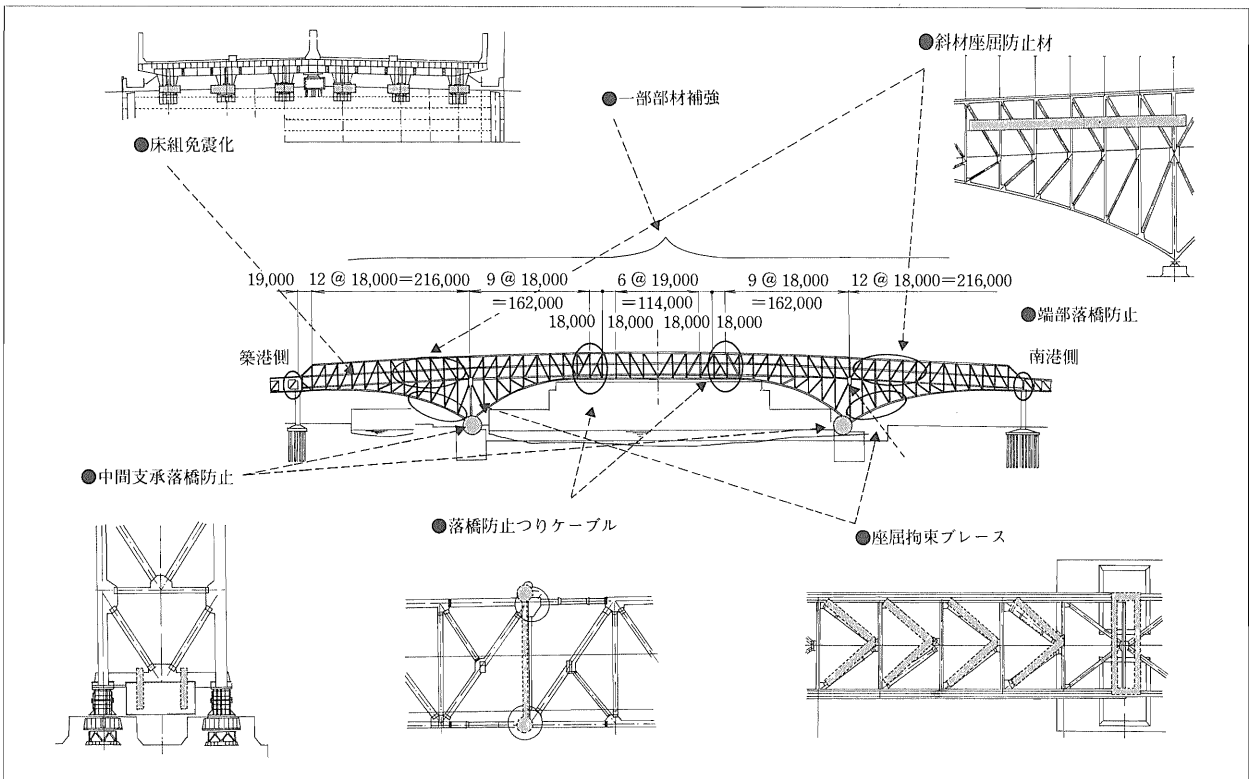 ●斜材座屈防止材
●一部部材補強
●床組免震化
19,000
12 @ 18,000=216,000
9 @ 18,000
=162,000
6 @ 19,000
=114,000
9 @ 18,000
=162,000
12 @ 18,000=216,000
18,000
18,000
18,000
18,000
●端部落橋防止
築港側
南港側
●中間支承落橋防止
●落橋防止つりケーブル
●座屈拘束ブレース